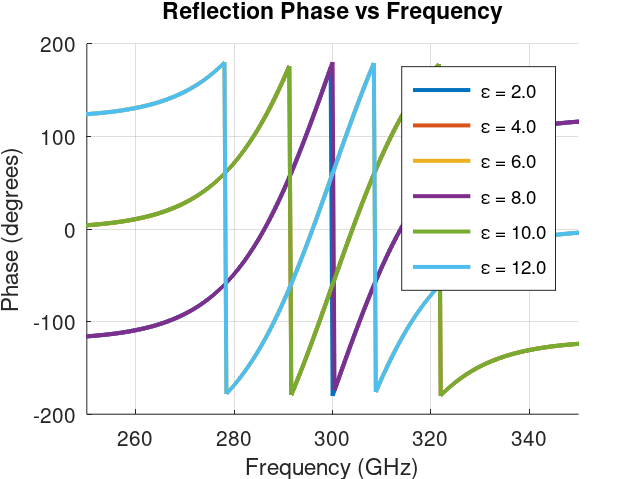 Reflection Phase vs Frequency
200
100
0
-100
-200
Phase (degrees)
260
280
300
320
340
Frequency (GHz)
ε = 2.0
ε = 4.0
ε = 6.0
ε = 8.0
ε = 10.0
ε = 12.0